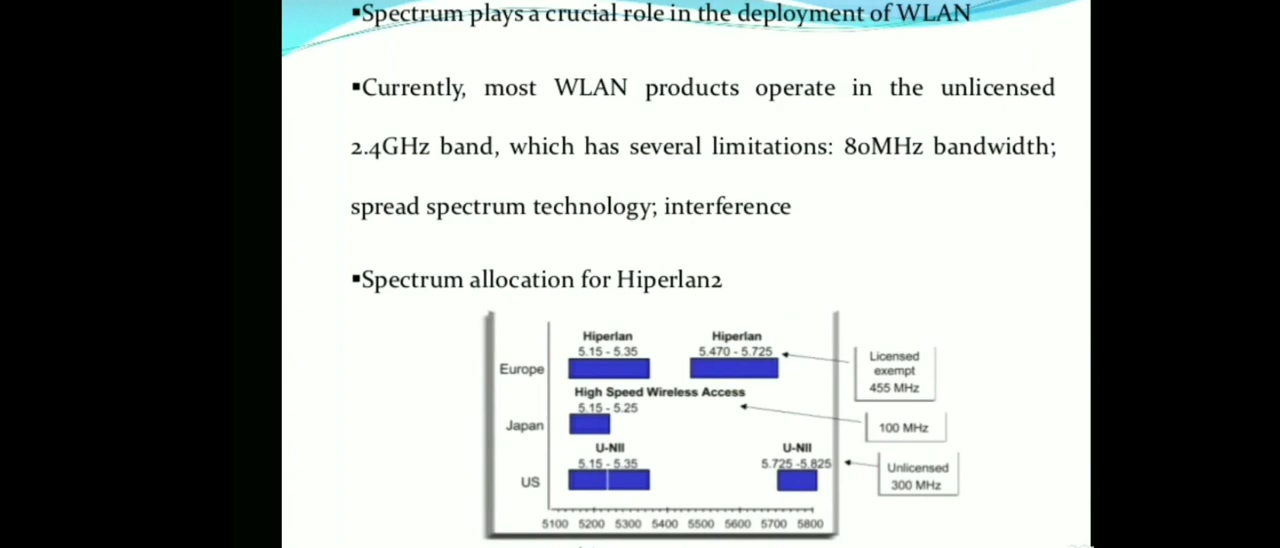 ▪Spectrum plays a crucial role in the deployment of WLAN
▪Currently, most WLAN products operate in the unlicensed
2.4GHz band, which has several limitations: 80MHz bandwidth;
spread spectrum technology; interference
▪Spectrum allocation for Hiperlan2
Hiperlan Hiperlan
5.15 - 5.35 5.470 - 5.725
Europe
Licensed
exempt
455 MHz
High Speed Wireless Access
5.15 - 5.25
Japan
100 MHz
U-NII U-NII
5.15 - 5.35 5.725 -5.825
US
Unlicensed
300 MHz
5100 5200 5300 5400 5500 5600 5700 5800